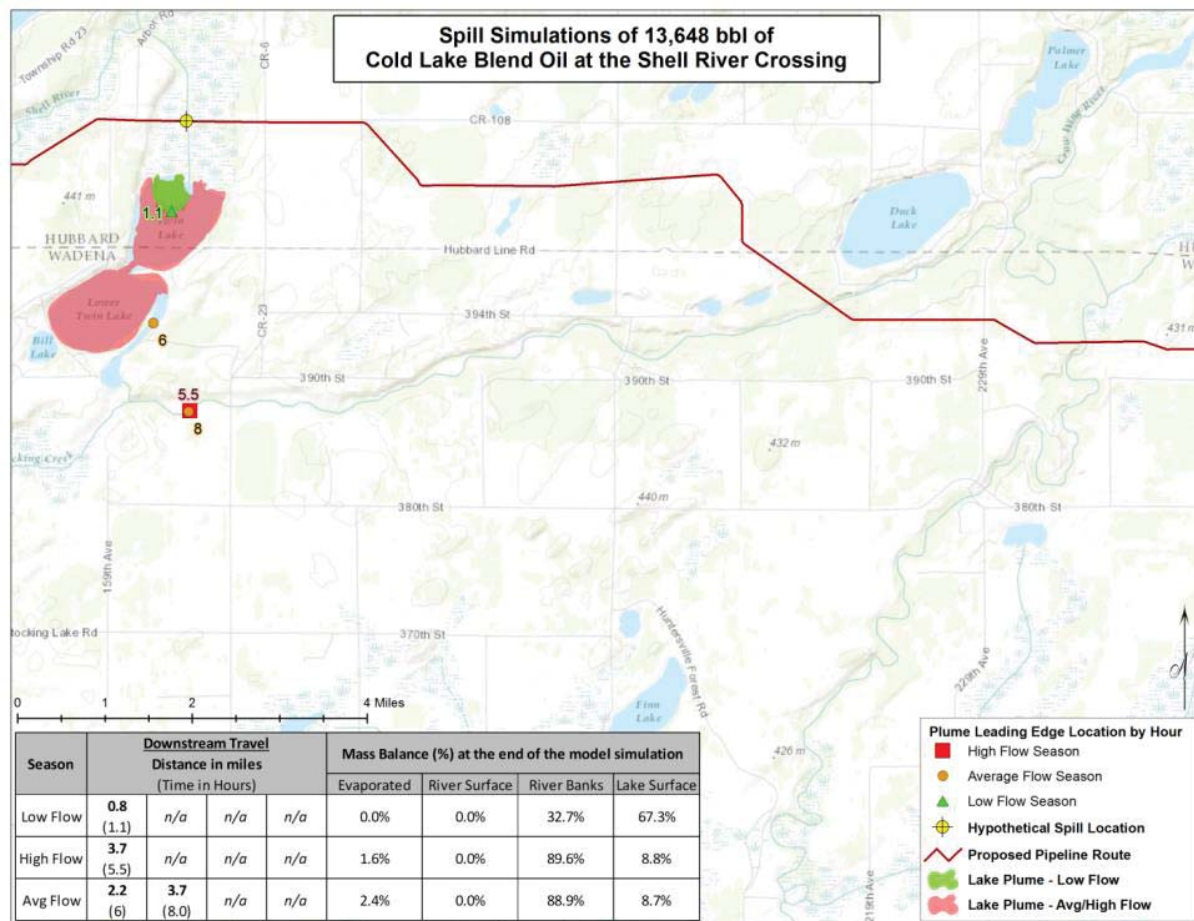 Spill Simulations of 13,648 bbl of
Cold Lake Blend Oil at the Shell River Crossing
Township Rd 23
Arbor Rd
CR-6
Shell River
CR-108
Palmer
Lake
Crow Wing River
441 m
1.1
Lake
HUBBARD
WADENA
Hubbard Line Rd
Duck
Lake
Lower
Twin Lake
CR-23
394th St
Bill
Lake
6
431 m
229th Ave
390th St
390th St
390th St
5.5
8
432 m
cking Creek
440 m
380th St
380th St
159th Ave
tocking Lake Rd
370th St
Huntersville Forest Rd
229th Ave
Finn
Lake
426 m
219th Ave
0 1 2 4 Miles
Season
Downstream Travel
Distance in miles
(Time in Hours)
Mass Balance (%) at the end of the model simulation
Evaporated River Surface River Banks Lake Surface
Low Flow 0.8 (1.1) n/a n/a n/a 0.0% 0.0% 32.7% 67.3%
High Flow 3.7 (5.5) n/a n/a n/a 1.6% 0.0% 89.6% 8.8%
Avg Flow 2.2 (6) 3.7 (8.0) n/a n/a 2.4% 0.0% 88.9% 8.7%
Plume Leading Edge Location by Hour
High Flow Season
Average Flow Season
Low Flow Season
Hypothetical Spill Location
Proposed Pipeline Route
Lake Plume - Low Flow
Lake Plume - Avg/High Flow